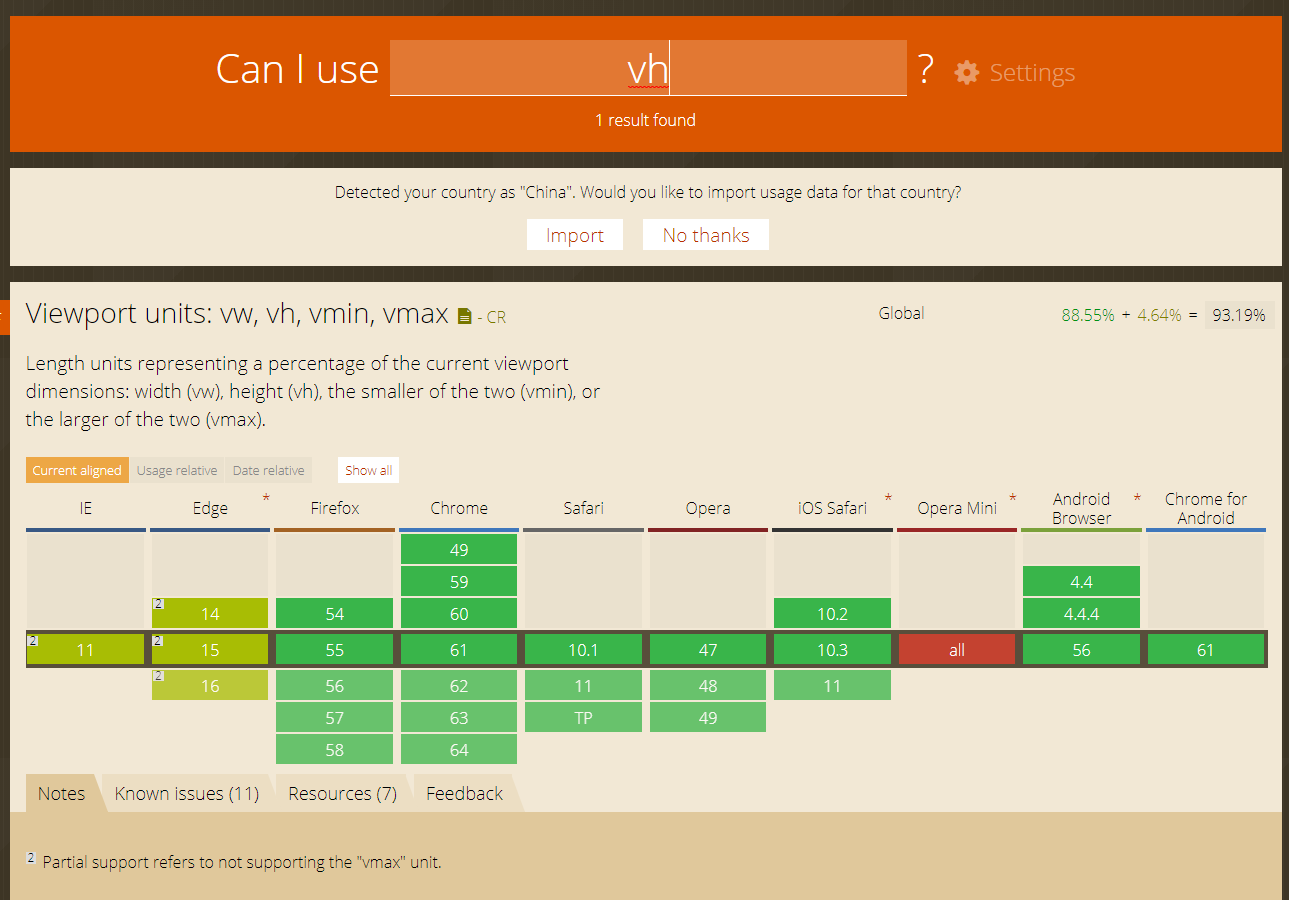 Can I use vh ? Settings
1 result found
Detected your country as "China". Would you like to import usage data for that country?
Import No thanks
Viewport units: vw, vh, vmin, vmax - CR Global 88.55% + 4.64% = 93.19%
Length units representing a percentage of the current viewport
dimensions: width (vw), height (vh), the smaller of the two (vmin), or
the larger of the two (vmax).
Current aligned Usage relative Date relative Show all
IE Edge * Firefox Chrome Safari Opera iOS Safari * Opera Mini * Android Browser * Chrome for Android
49
59 4.4
2 14 54 60 10.2 4.4.4
2 11 2 15 55 61 10.1 47 10.3 all 56 61
2 16 56 62 11 48 11
57 63 TP 49
58 64
Notes Known issues (11) Resources (7) Feedback
2 Partial support refers to not supporting the "vmax" unit.